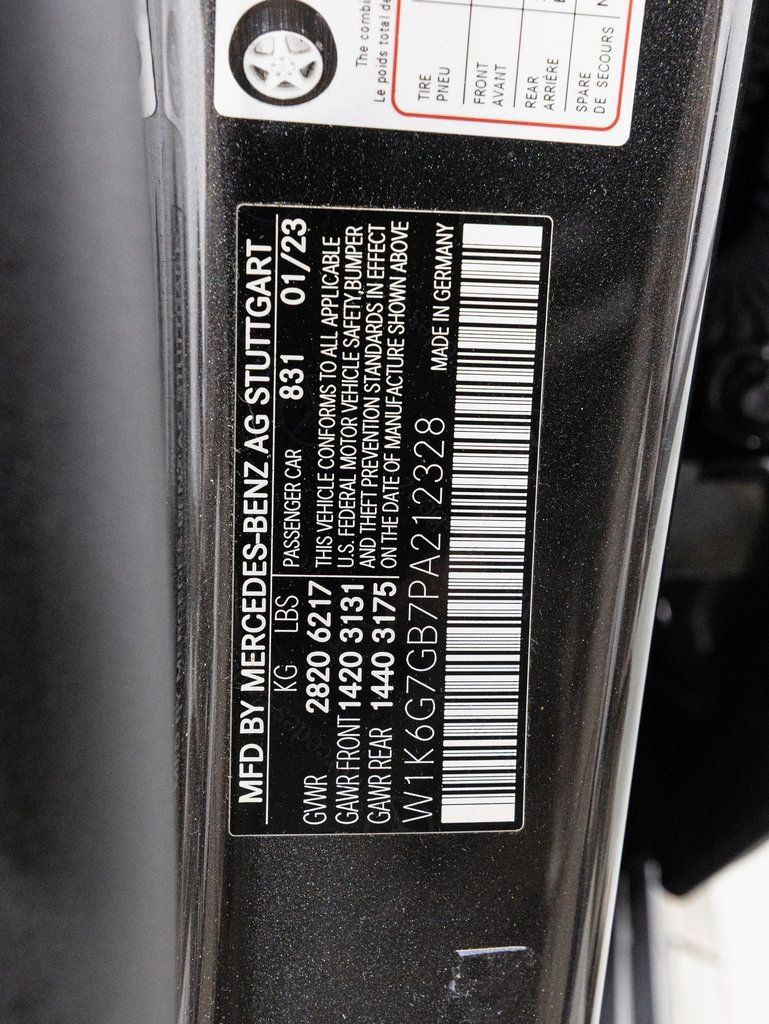 The combi
Le poids total de
TIRE
PNEU
FRONT
AVANT
REAR
ARRIÈRE
SPARE
DE SECOURS
MFD BY MERCEDES-BENZ AG STUTTGART
KG LBS
GVWR 2820 6217
GAWR FRONT 1420 3131
GAWR REAR 1440 3175
PASSENGER CAR 831 01/23
THIS VEHICLE CONFORMS TO ALL APPLICABLE
U.S. FEDERAL MOTOR VEHICLE SAFETY,BUMPER
AND THEFT PREVENTION STANDARDS IN EFFECT
ON THE DATE OF MANUFACTURE SHOWN ABOVE
W1K6G7GB7PA212328
MADE IN GERMANY